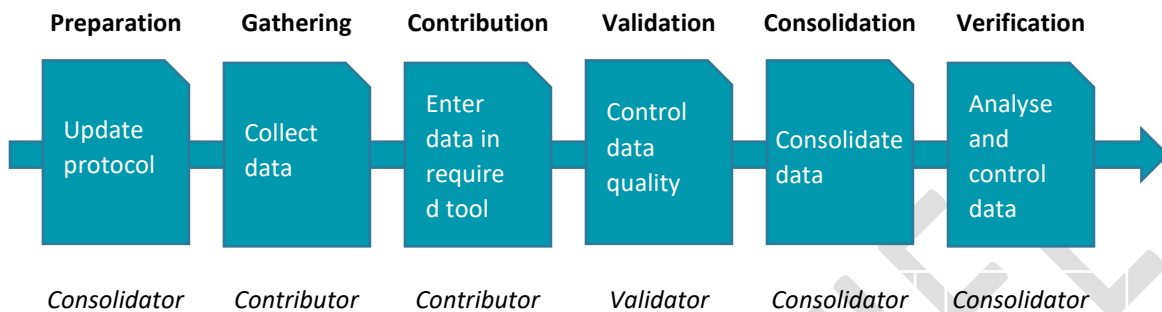 Preparation Gathering Contribution Validation Consolidation Verification
Update
protocol
Collect
data
Enter
data in
require
d tool
Control
data
quality
Consolidate
data
Analyse
and
control
data
Consolidator Contributor Contributor Validator Consolidator Consolidator